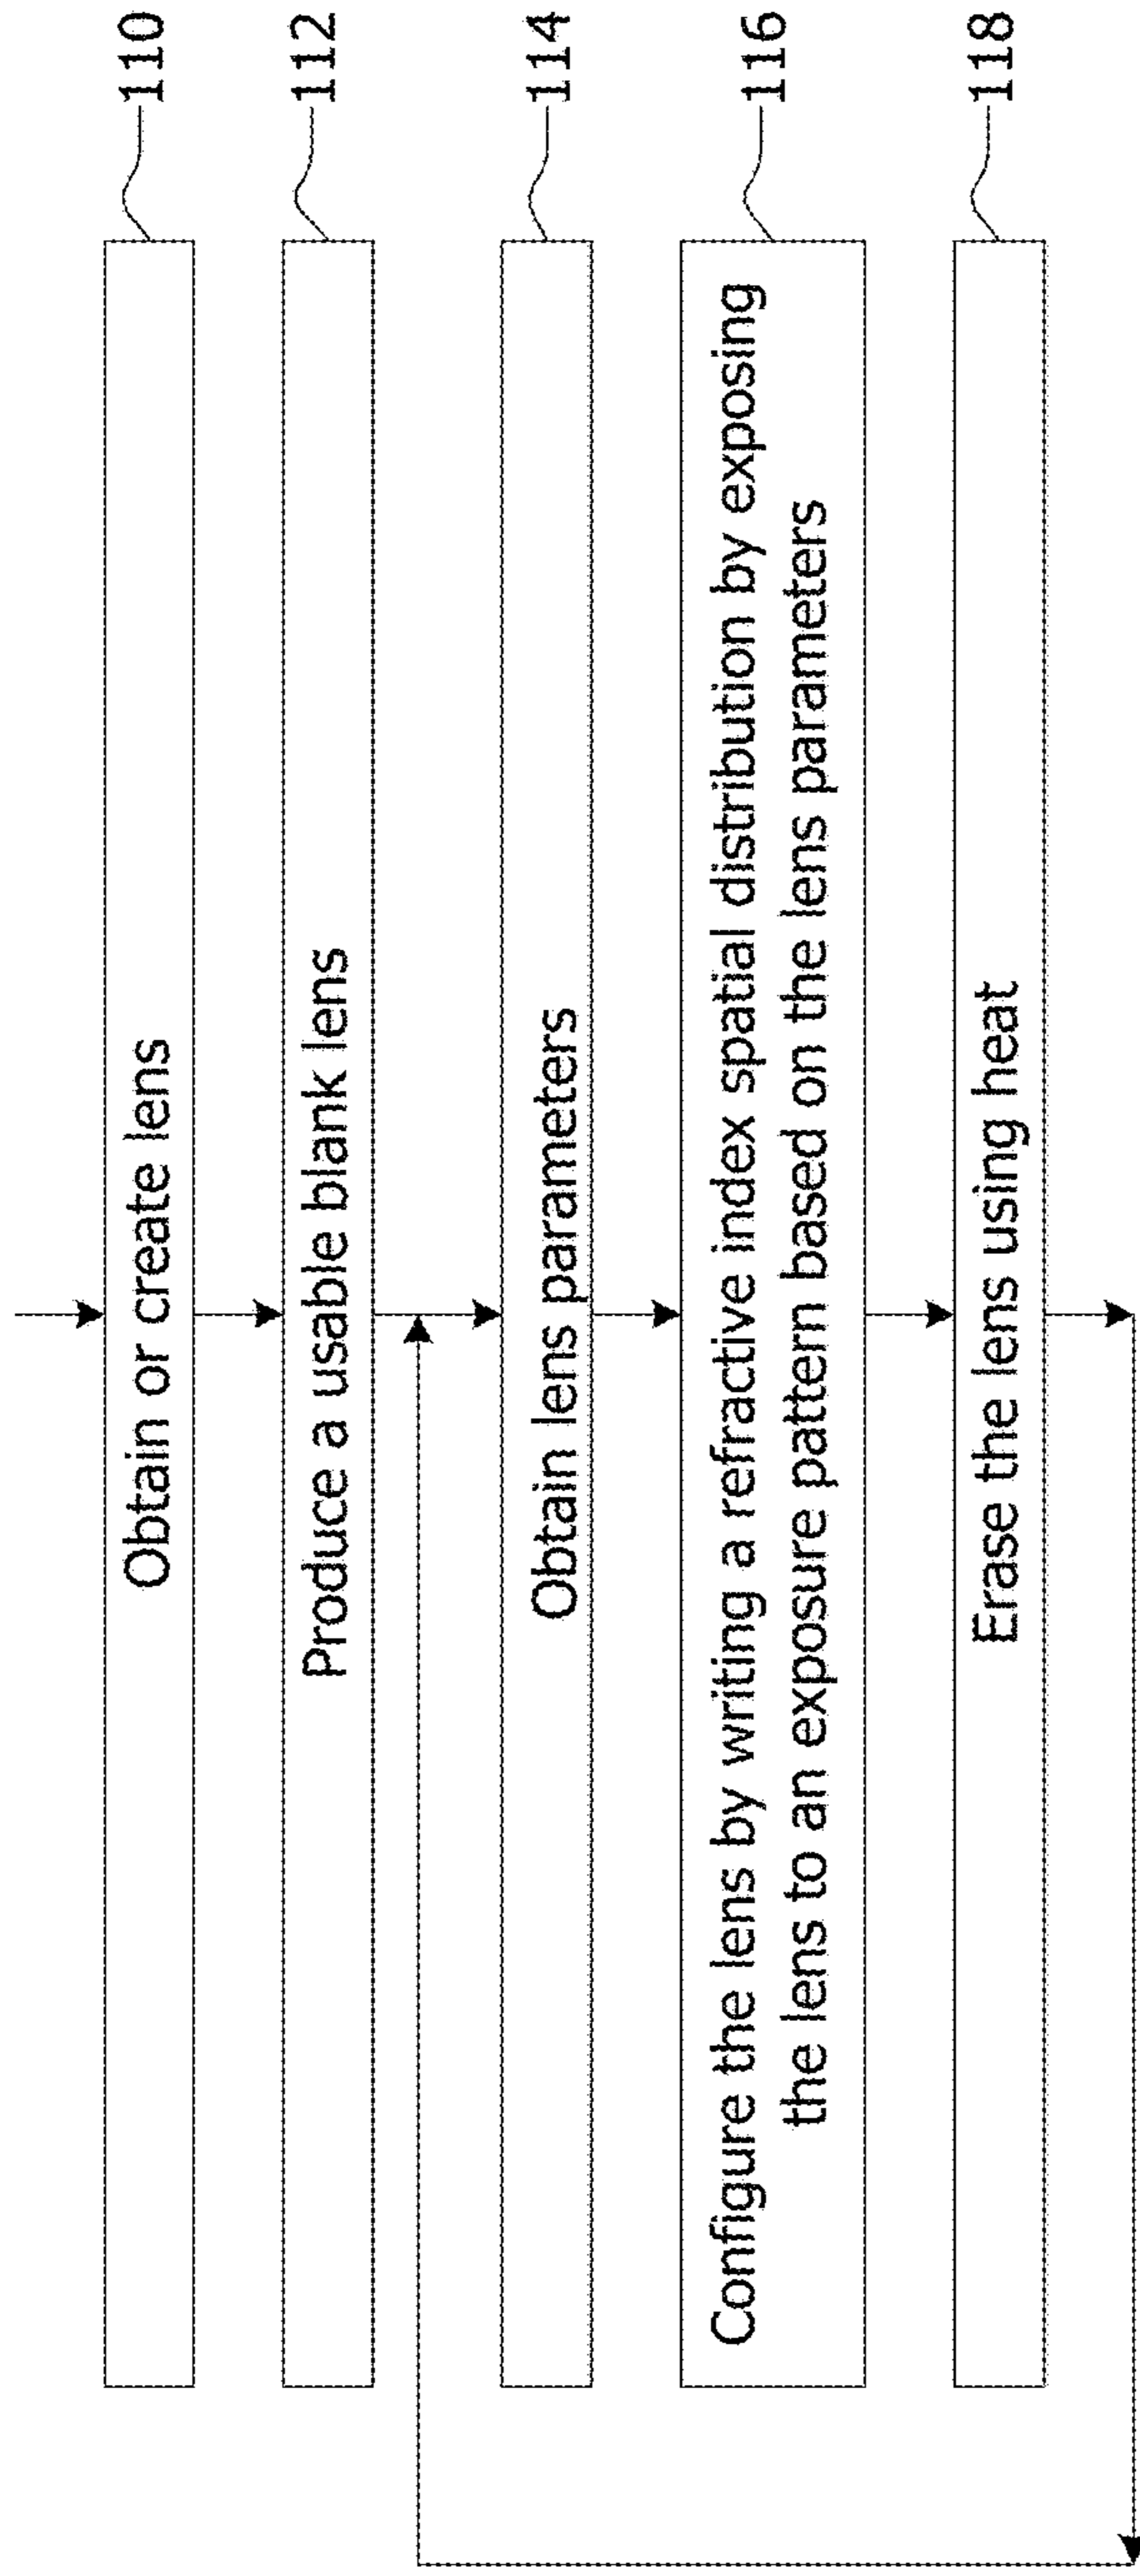 Obtain or create lens
110
Produce a usable blank lens
112
Obtain lens parameters
114
Configure the lens by writing a refractive index spatial distribution by exposing
the lens to an exposure pattern based on the lens parameters
116
Erase the lens using heat
118